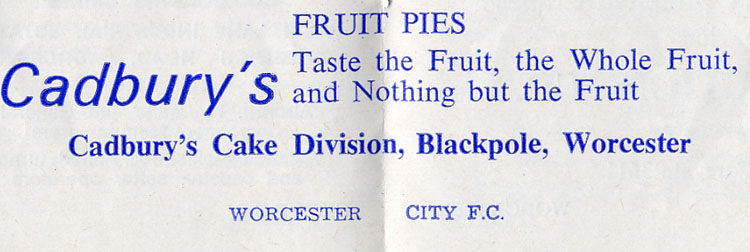 FRUIT PIES
Cadbury's Taste the Fruit, the Whole Fruit,
and Nothing but the Fruit
Cadbury's Cake Division, Blackpole, Worcester
WORCESTER CITY F.C.